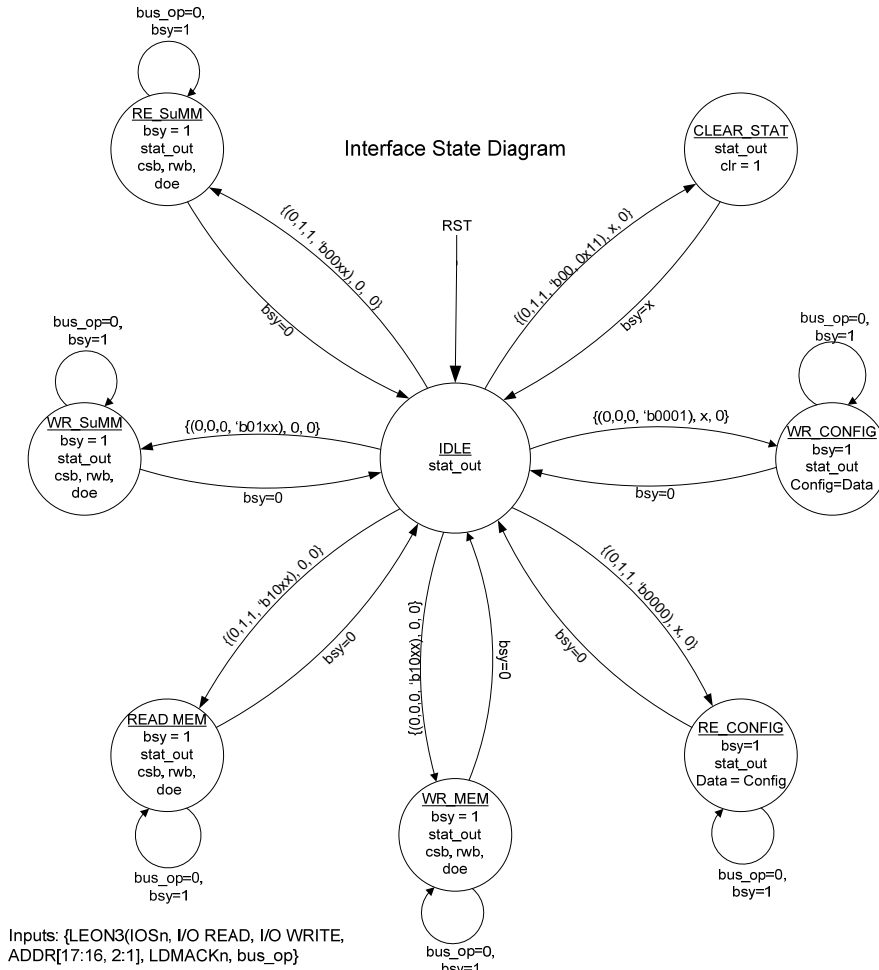 bus_op=0,
bsy=1
RE_SuMM
bsy = 1
stat_out
csb, rwb,
doe
Interface State Diagram
CLEAR_STAT
stat_out
clr = 1
RST
{(0,1,1, 'b00xx), 0, 0}
bsy=0
{(0,1,1, 'b00, 0x11), x, 0}
bsy=x
bus_op=0,
bsy=1
WR_SuMM
bsy = 1
stat_out
csb, rwb,
doe
{(0,0,0, 'b01xx), 0, 0}
bsy=0
IDLE
stat_out
{(0,0,0, 'b0001), x, 0}
bsy=0
bus_op=0,
bsy=1
WR_CONFIG
bsy=1
stat_out
Config=Data
{(0,1,1, 'b10xx), 0, 0}
bsy=0
{(0,0,0, 'b10xx), 0, 0}
bsy=0
{(0,1,1, 'b0000), x, 0}
bsy=0
READ MEM
bsy = 1
stat_out
csb, rwb,
doe
bus_op=0,
bsy=1
WR_MEM
bsy = 1
stat_out
csb, rwb,
doe
bus_op=0,
bsy=1
RE_CONFIG
bsy=1
stat_out
Data = Config
bus_op=0,
bsy=1
Inputs: {LEON3(IOSn, I/O READ, I/O WRITE,
ADDR[17:16, 2:1], LDMACKn, bus_op}